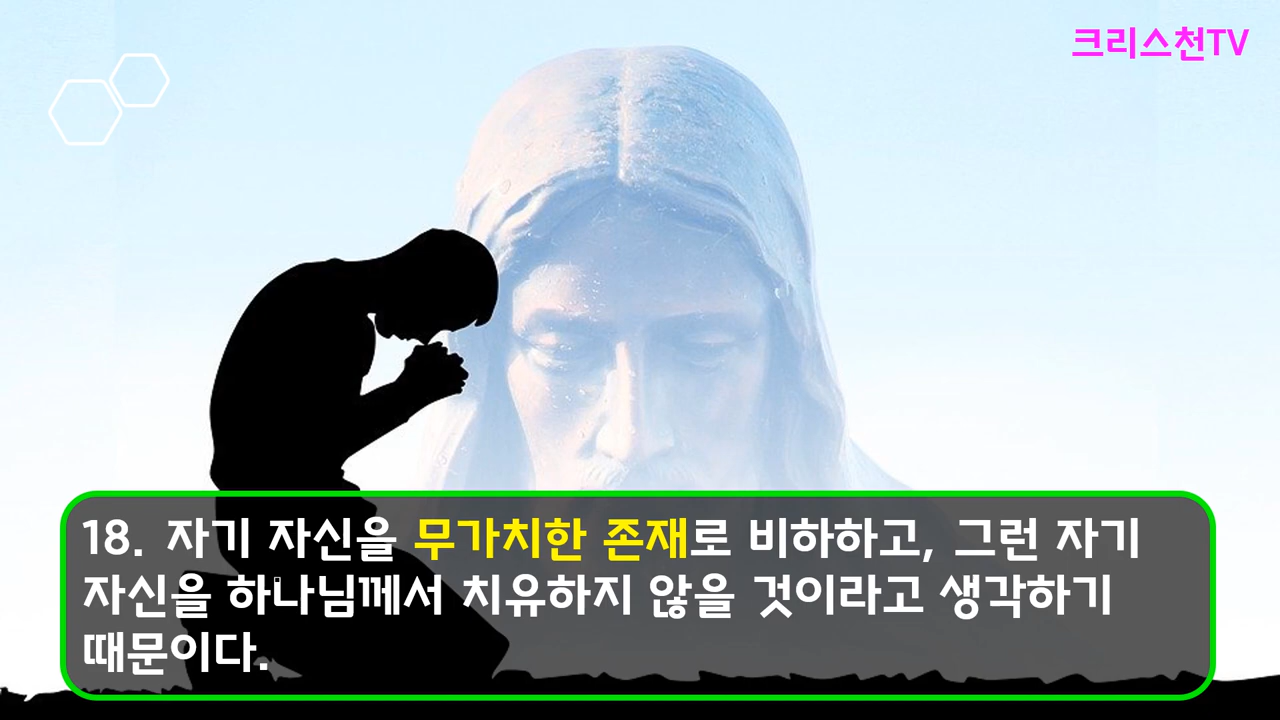 크리스천TV
18. 자기 자신을 무가치한 존재로 비하하고, 그런 자기
자신을 하나님께서 치유하지 않을 것이라고 생각하기
때문이다.